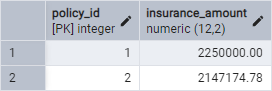 policy_id insurance_amount
[PK] integer numeric (12,2)
1 1 2250000.00
2 2 2147174.78